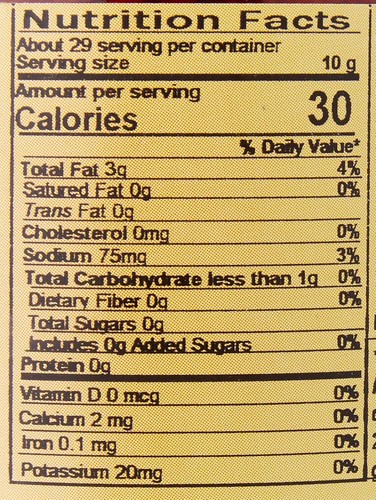 Nutrition Facts
About 29 serving per container
Serving size 10 g
Amount per serving
Calories 30
% Daily Value*
Total Fat 3g 4%
Satured Fat 0g 0%
Trans Fat 0g
Cholesterol 0mg 0%
Sodium 75mg 3%
Total Carbohydrate less than 1g 0%
Dietary Fiber 0g 0%
Total Sugars 0g
Includes 0g Added Sugars 0%
Protein 0g
Vitamin D 0 mcg 0%
Calcium 2 mg 0%
Iron 0.1 mg 0%
Potassium 20mg 0%